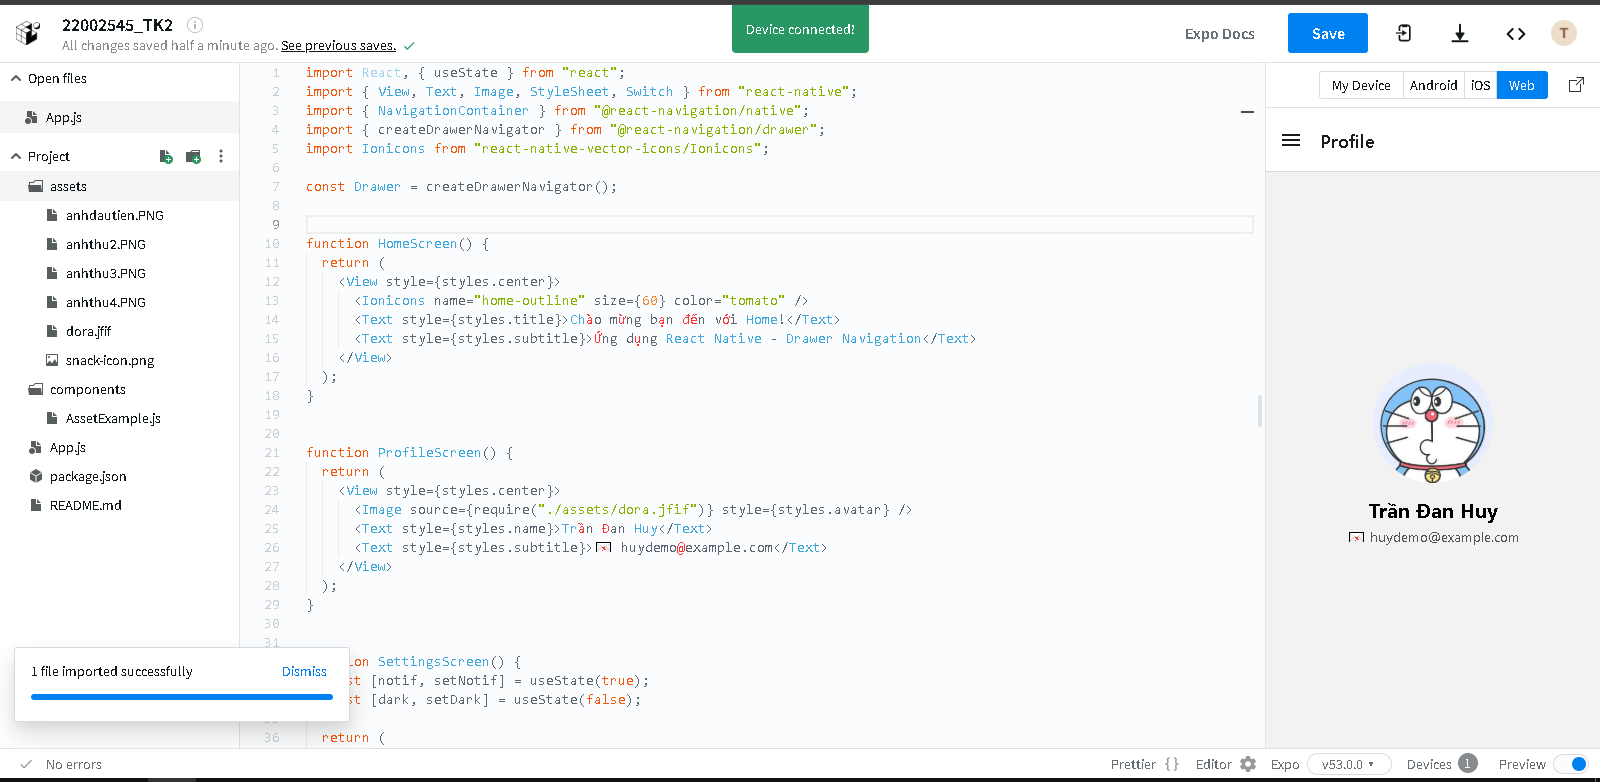 22002545_TK2
All changes saved half a minute ago. See previous saves.
Device connected!
Expo Docs
Save
T
Open files
App.js
Project
assets
anhdautien.PNG
anhthu2.PNG
anhthu3.PNG
anhthu4.PNG
dora.jfif
snack-icon.png
components
AssetExample.js
App.js
package.json
README.md
1 file imported successfully
Dismiss
1 import React, { useState } from "react";
2 import { View, Text, Image, StyleSheet, Switch } from "react-native";
3 import { NavigationContainer } from "@react-navigation/native";
4 import { createDrawerNavigator } from "@react-navigation/drawer";
5 import Ionicons from "react-native-vector-icons/Ionicons";
6
7 const Drawer = createDrawerNavigator();
8
9
10 function HomeScreen() {
11 return (
12 <View style={styles.center}>
13 <Ionicons name="home-outline" size={60} color="tomato" />
14 <Text style={styles.title}>Chào mừng bạn đến với Home!</Text>
15 <Text style={styles.subtitle}>Ứng dụng React Native - Drawer Navigation</Text>
16 </View>
17 );
18 }
19
20
21 function ProfileScreen() {
22 return (
23 <View style={styles.center}>
24 <Image source={require("./assets/dora.jfif")} style={styles.avatar} />
25 <Text style={styles.name}>Trần Đan Huy</Text>
26 <Text style={styles.subtitle}>📧 huydemo@example.com</Text>
27 </View>
28 );
29 }
30
31
ion SettingsScreen() {
st [notif, setNotif] = useState(true);
st [dark, setDark] = useState(false);
36 return (
My Device
Android
iOS
Web
Profile
Trần Đan Huy
📧 huydemo@example.com
No errors
Prettier {}
Editor
Expo
v53.0.0
Devices 1
Preview